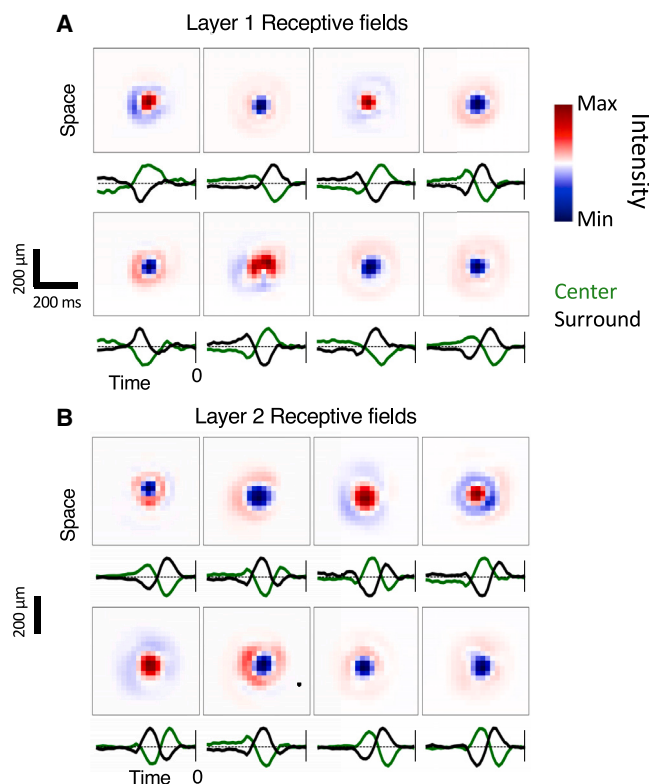 A
Layer 1 Receptive fields
Space
Max
Intensity
Min
200 µm
200 ms
Center
Surround
Time
0
B
Layer 2 Receptive fields
Space
200 µm
Time
0